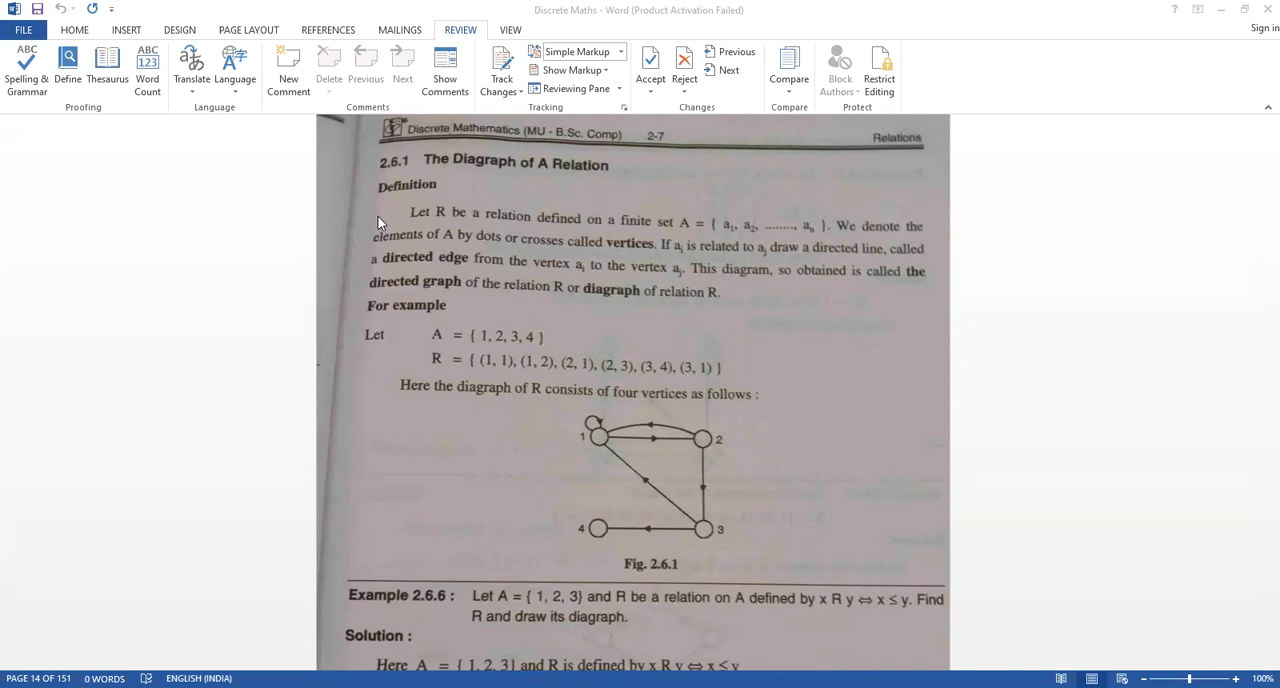 Discrete Maths - Word (Product Activation Failed)
Sign in
FILE HOME INSERT DESIGN PAGE LAYOUT REFERENCES MAILINGS REVIEW VIEW
Spelling & Grammar
Define
Thesaurus
Word Count
Proofing
Translate
Language
Language
New Comment
Delete
Previous
Next
Show Comments
Comments
Track Changes
Simple Markup
Show Markup
Reviewing Pane
Tracking
Accept
Reject
Previous
Next
Changes
Compare
Compare
Block Authors
Restrict Editing
Protect
Discrete Mathematics (MU - B.Sc. Comp) 2-7 Relations
2.6.1 The Diagraph of A Relation
Definition
Let R be a relation defined on a finite set A = { a₁, a₂, ........, aₙ }. We denote the
elements of A by dots or crosses called vertices. If aᵢ is related to aⱼ draw a directed line, called
a directed edge from the vertex aᵢ to the vertex aⱼ. This diagram, so obtained is called the
directed graph of the relation R or diagraph of relation R.
For example
Let A = { 1, 2, 3, 4 }
R = { (1, 1), (1, 2), (2, 1), (2, 3), (3, 4), (3, 1) }
Here the diagraph of R consists of four vertices as follows :
1 2
4 3
Fig. 2.6.1
Example 2.6.6 : Let A = { 1, 2, 3} and R be a relation on A defined by x R y ⇔ x ≤ y. Find
R and draw its diagraph.
Solution :
Here A = { 1, 2, 3} and R is defined by x R y ⇔ x ≤ y
PAGE 14 OF 151 0 WORDS ENGLISH (INDIA) 100%